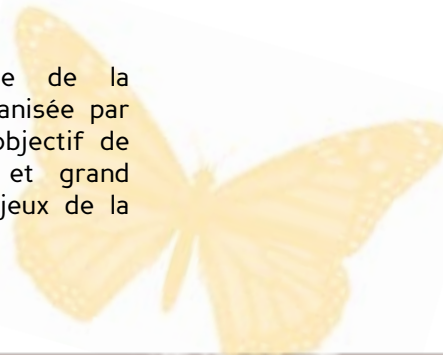 e de la
anisée par
objectif de
et grand
jeux de la